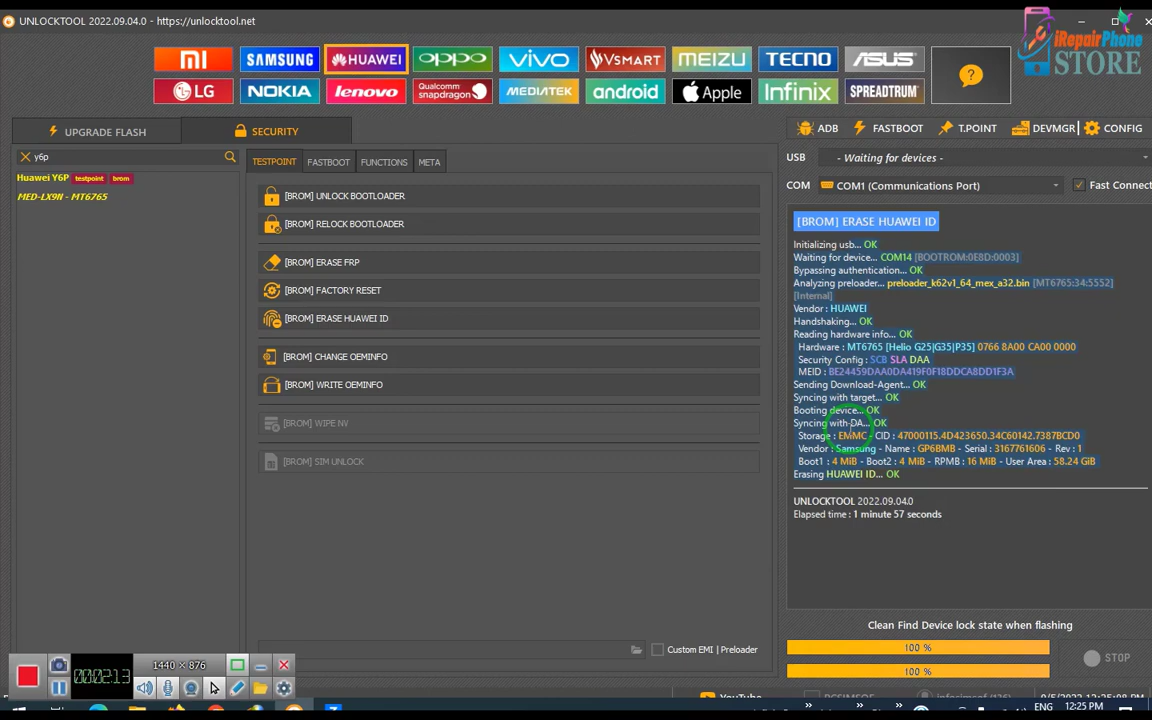 UNLOCKTOOL 2022.09.04.0 - https://unlocktool.net
iRepairPhone
STORE
MI
SAMSUNG
HUAWEI
OPPO
VIVO
VSMART
MEIZU
TECNO
ASUS
LG
NOKIA
lenovo
Qualcomm snapdragon
MEDIATEK
android
Apple
Infinix
SPREADTRUM
?
UPGRADE FLASH
SECURITY
ADB
FASTBOOT
T.POINT
DEVMGR
CONFIG
y6p
TESTPOINT
FASTBOOT
FUNCTIONS
META
USB
- Waiting for devices -
Huawei Y6P testpoint brom
MED-LX9N - MT6765
COM
COM1 (Communications Port)
Fast Connect
[BROM] UNLOCK BOOTLOADER
[BROM] RELOCK BOOTLOADER
[BROM] ERASE FRP
[BROM] FACTORY RESET
[BROM] ERASE HUAWEI ID
[BROM] CHANGE OEMINFO
[BROM] WRITE OEMINFO
[BROM] WIPE NV
[BROM] SIM UNLOCK
[BROM] ERASE HUAWEI ID
Initializing usb... OK
Waiting for device... COM14 [BOOTROM:0E8D:0003]
Bypassing authentication... OK
Analyzing preloader... preloader_k62v1_64_mex_a32.bin [MT6765:34:5552]
[Internal]
Vendor : HUAWEI
Handshaking... OK
Reading hardware info... OK
Hardware : MT6765 [Helio G25|G35|P35] 0766 8A00 CA00 0000
Security Config : SCB SLA DAA
MEID : BE24459DAA0DA419F0F18DDCA8DD1F3A
Sending Download-Agent... OK
Syncing with target... OK
Booting device... OK
Syncing with DA... OK
Storage : EMMC - CID : 47000115.4D423650.34C60142.7387BCD0
Vendor : Samsung - Name : GP6BMB - Serial : 3167761606 - Rev : 1
Boot1 : 4 MiB - Boot2 : 4 MiB - RPMB : 16 MiB - User Area : 58.24 GiB
Erasing HUAWEI ID... OK
UNLOCKTOOL 2022.09.04.0
Elapsed time : 1 minute 57 seconds
Clean Find Device lock state when flashing
Custom EMI | Preloader
100 %
100 %
STOP
1440 × 876
00:02:13
YouTube
ENG
12:25 PM